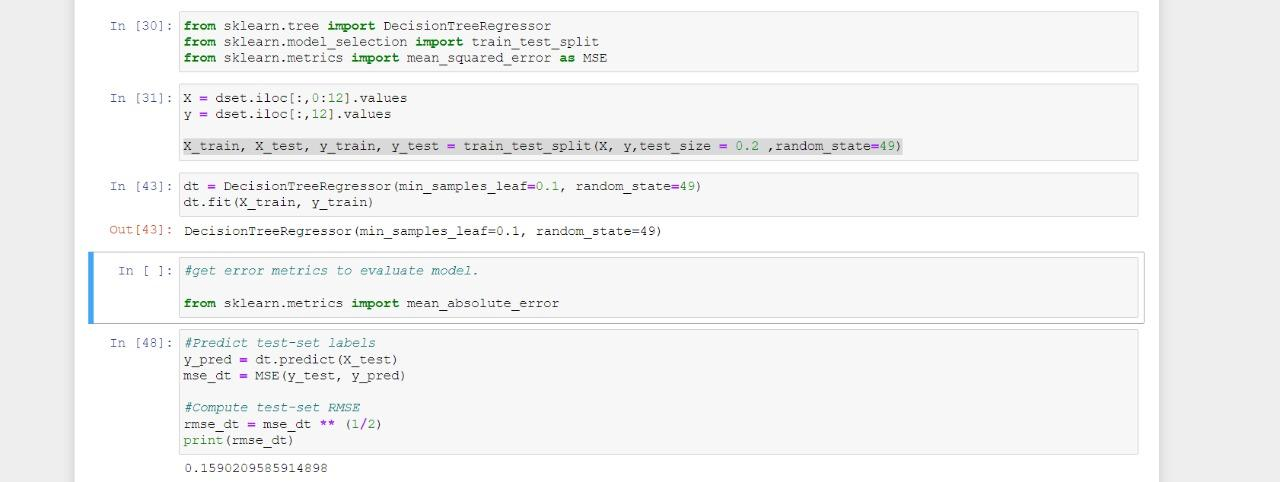 In [30]: from sklearn.tree import DecisionTreeRegressor
from sklearn.model_selection import train_test_split
from sklearn.metrics import mean_squared_error as MSE
In [31]: X = dset.iloc[:,0:12].values
y = dset.iloc[:,12].values
X_train, X_test, y_train, y_test = train_test_split(X, y,test_size = 0.2 ,random_state=49)
In [43]: dt = DecisionTreeRegressor(min_samples_leaf=0.1, random_state=49)
dt.fit(X_train, y_train)
Out[43]: DecisionTreeRegressor(min_samples_leaf=0.1, random_state=49)
In [ ]: #get error metrics to evaluate model.
from sklearn.metrics import mean_absolute_error
In [48]: #Predict test-set labels
y_pred = dt.predict(X_test)
mse_dt = MSE(y_test, y_pred)
#Compute test-set RMSE
rmse_dt = mse_dt ** (1/2)
print(rmse_dt)
0.1590209585914898